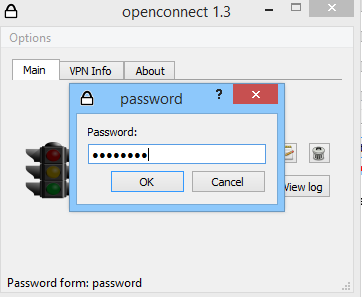 openconnect 1.3
Options
Main
VPN Info
About
password
?
Password:
••••••••
OK
Cancel
View log
Password form: password